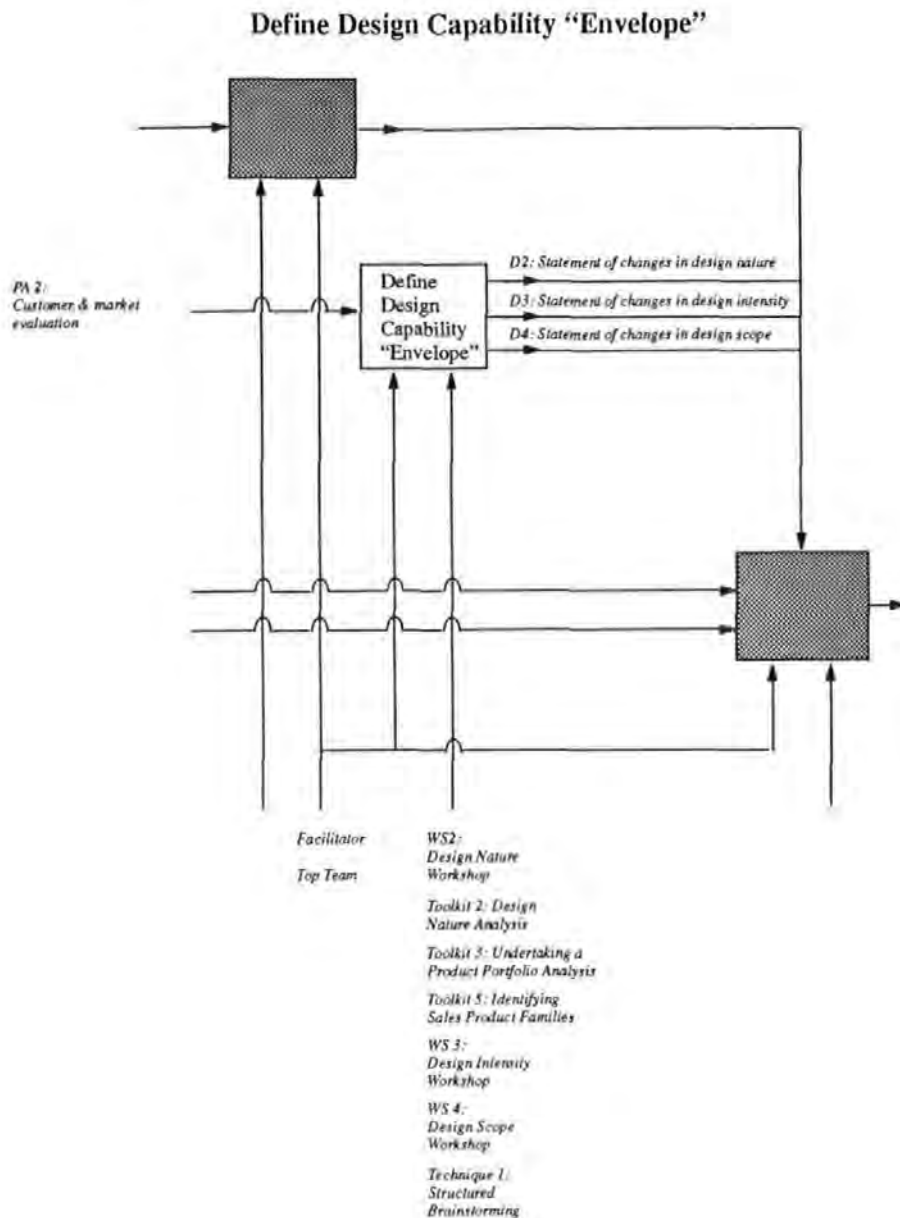 Define Design Capability “Envelope”
D2: Statement of changes in design nature
PA 2:
Customer & market
evaluation
Define
Design
Capability
“Envelope”
D3: Statement of changes in design intensity
D4: Statement of changes in design scope
Facilitator
Top Team
WS2:
Design Nature
Workshop
Toolkit 2: Design
Nature Analysis
Toolkit 3: Undertaking a
Product Portfolio Analysis
Toolkit 5: Identifying
Sales Product Families
WS 3:
Design Intensity
Workshop
WS 4:
Design Scope
Workshop
Technique 1:
Structured
Brainstorming